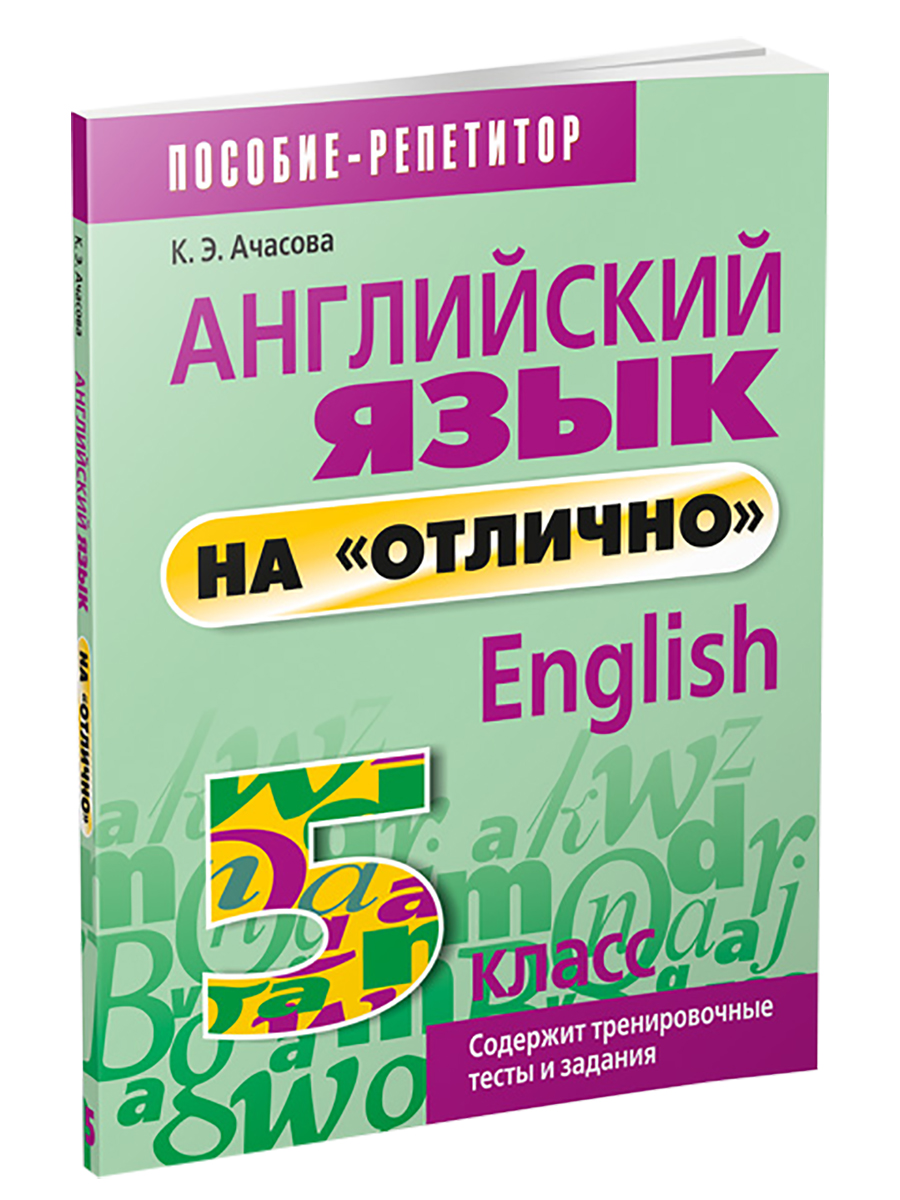 ПОСОБИЕ-РЕПЕТИТОР
К. Э. Ачасова
АНГЛИЙСКИЙ
ЯЗЫК
НА «ОТЛИЧНО»
English
5
класс
Содержит тренировочные
тесты и задания
К. Э. Ачасова АНГЛИЙСКИЙ ЯЗЫК НА «ОТЛИЧНО» 5